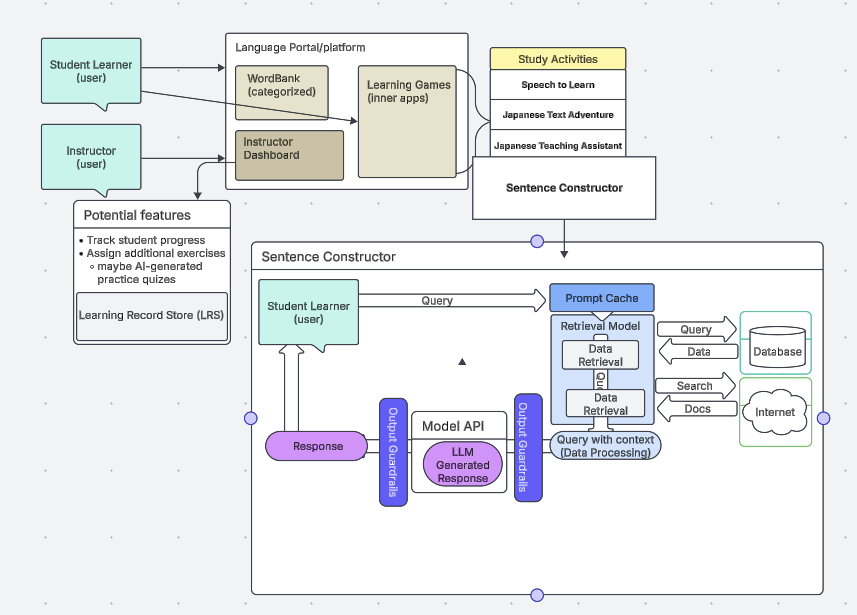 Student Learner
(user)
Instructor
(user)
Language Portal/platform
WordBank
(categorized)
Learning Games
(inner apps)
Instructor
Dashboard
Study Activities
Speech to Learn
Japanese Text Adventure
Japanese Teaching Assistant
Sentence Constructor
Potential features
• Track student progress
• Assign additional exercises
◦ maybe AI-generated
practice quizes
Learning Record Store (LRS)
Sentence Constructor
Student Learner
(user)
Query
Prompt Cache
Retrieval Model
Data
Retrieval
Data
Retrieval
Query
Data
Database
Search
Docs
Internet
Query with context
(Data Processing)
Output Guardrails
Model API
LLM
Generated
Response
Output Guardrails
Response